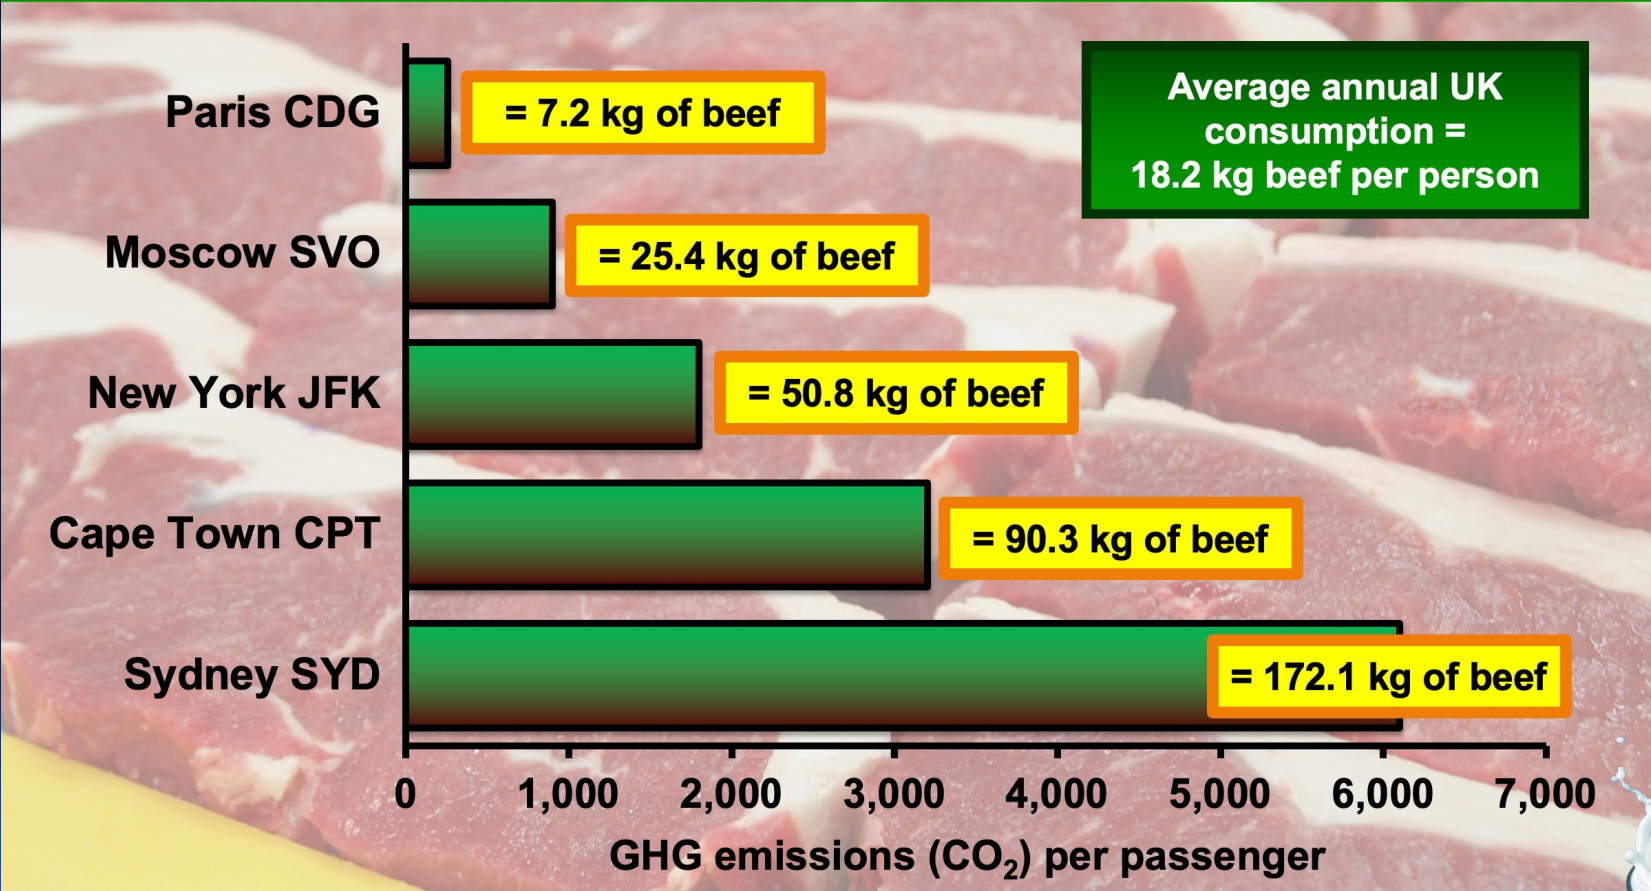 Average annual UK
consumption =
18.2 kg beef per person
Paris CDG
= 7.2 kg of beef
Moscow SVO
= 25.4 kg of beef
New York JFK
= 50.8 kg of beef
Cape Town CPT
= 90.3 kg of beef
Sydney SYD
= 172.1 kg of beef
0 1,000 2,000 3,000 4,000 5,000 6,000 7,000
GHG emissions (CO₂) per passenger